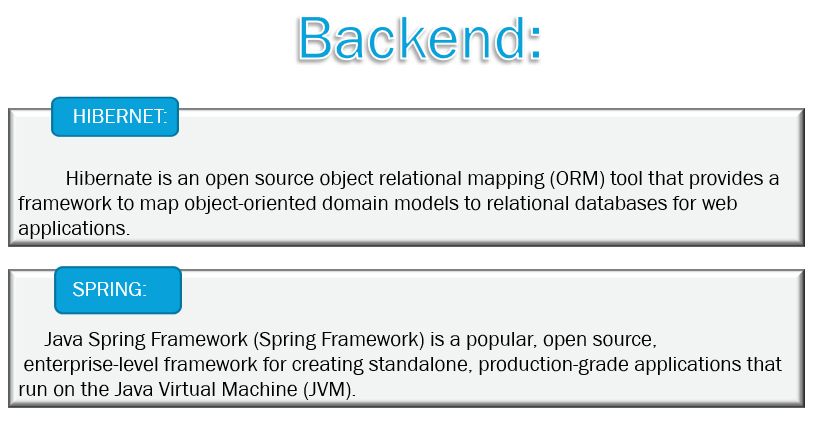 Backend:
HIBERNET:
Hibernate is an open source object relational mapping (ORM) tool that provides a
framework to map object-oriented domain models to relational databases for web
applications.
SPRING:
Java Spring Framework (Spring Framework) is a popular, open source,
enterprise-level framework for creating standalone, production-grade applications that
run on the Java Virtual Machine (JVM).